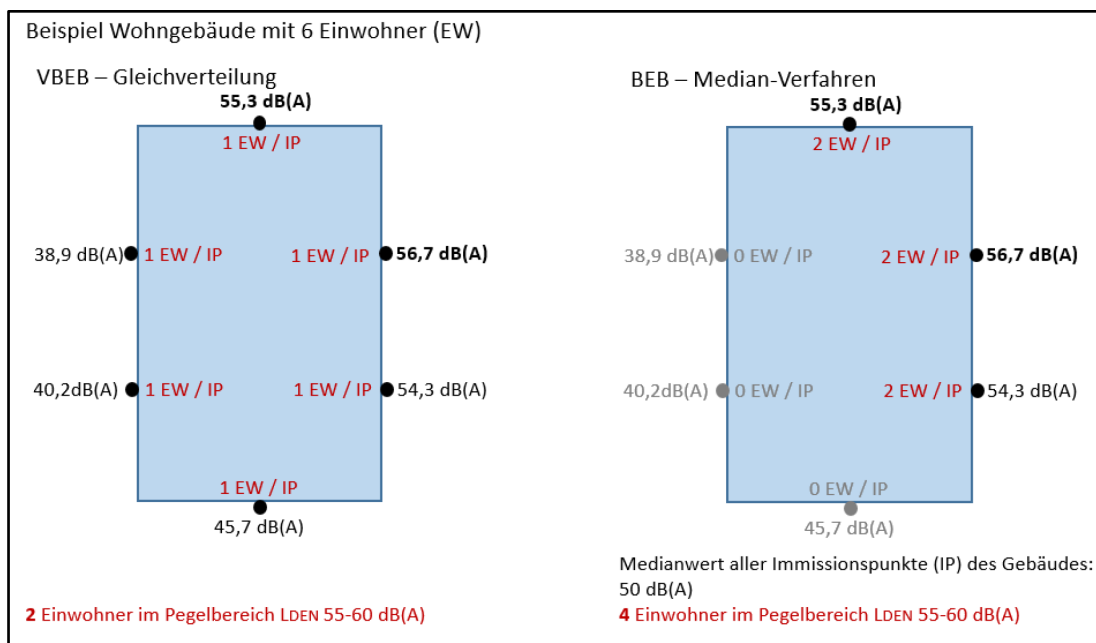 Beispiel Wohngebäude mit 6 Einwohner (EW)
VBEB – Gleichverteilung
55,3 dB(A)
1 EW / IP
38,9 dB(A)
1 EW / IP
1 EW / IP
56,7 dB(A)
40,2dB(A)
1 EW / IP
1 EW / IP
54,3 dB(A)
1 EW / IP
45,7 dB(A)
2 Einwohner im Pegelbereich LDEN 55-60 dB(A)
BEB – Median-Verfahren
55,3 dB(A)
2 EW / IP
38,9 dB(A)
0 EW / IP
2 EW / IP
56,7 dB(A)
40,2dB(A)
0 EW / IP
2 EW / IP
54,3 dB(A)
0 EW / IP
45,7 dB(A)
Medianwert aller Immissionspunkte (IP) des Gebäudes:
50 dB(A)
4 Einwohner im Pegelbereich LDEN 55-60 dB(A)